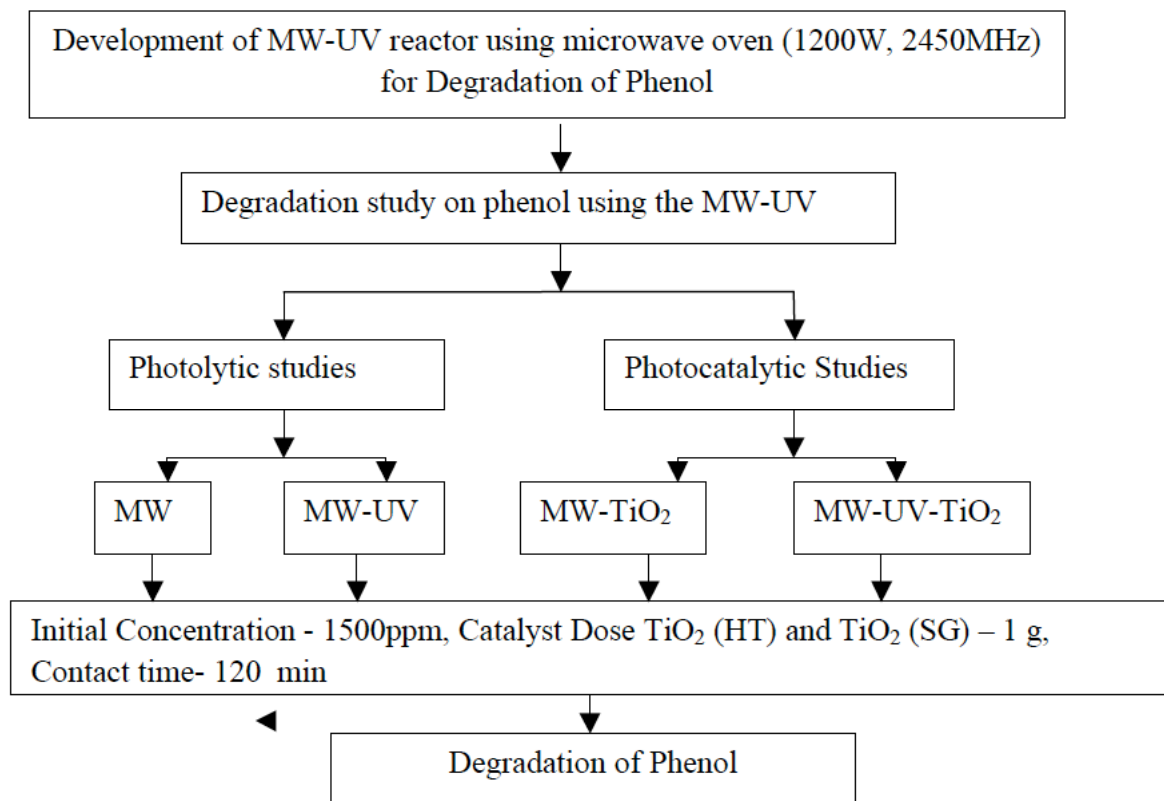 Development of MW-UV reactor using microwave oven (1200W, 2450MHz)
for Degradation of Phenol
Degradation study on phenol using the MW-UV
Photolytic studies
Photocatalytic Studies
MW
MW-UV
MW-TiO₂
MW-UV-TiO₂
Initial Concentration - 1500ppm, Catalyst Dose TiO₂ (HT) and TiO₂ (SG) – 1 g,
Contact time- 120 min
Degradation of Phenol